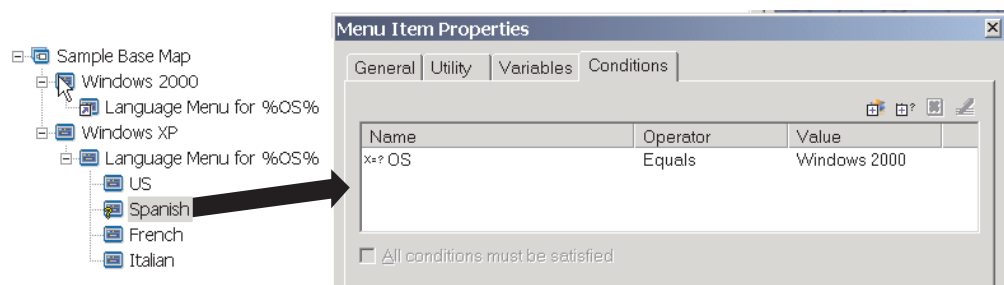 Sample Base Map
Windows 2000
Language Menu for %OS%
Windows XP
Language Menu for %OS%
US
Spanish
French
Italian
Menu Item Properties
General Utility Variables Conditions
Name Operator Value
x=? OS Equals Windows 2000
All conditions must be satisfied